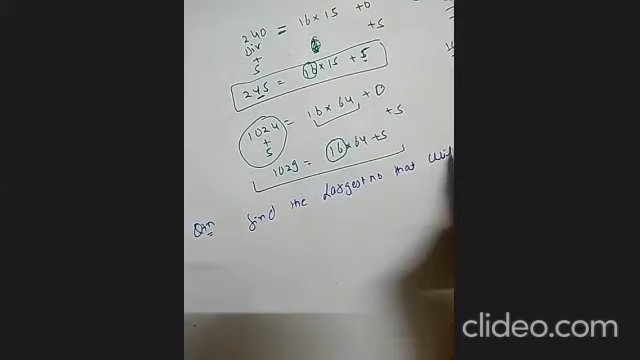 240 = 16 × 15 + 0
Div
+ + 5
5
245 = 16 × 15 + 5
1024 = 16 × 64 + 0
+ + 5
5
1029 = 16 × 64 + 5
Qsn find the Largest no that
clideo.com